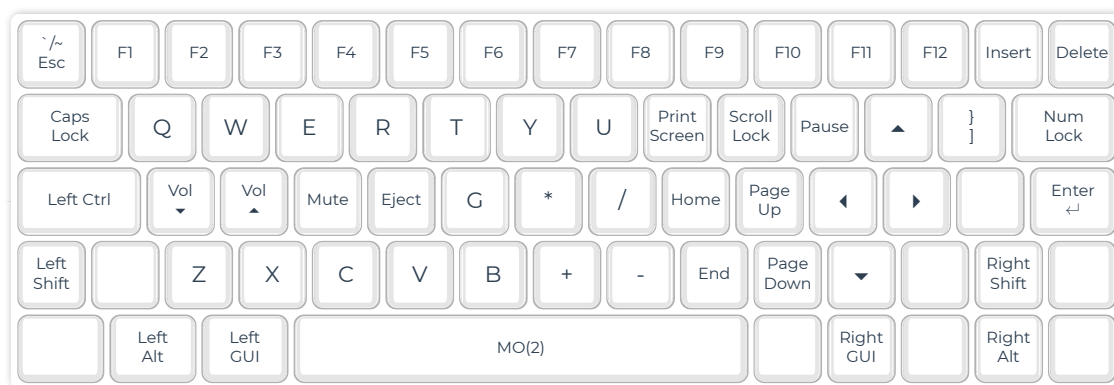 `/~ F1 F2 F3 F4 F5 F6 F7 F8 F9 F10 F11 F12 Insert Delete
Esc
Caps Q W E R T Y U Print Scroll Pause ▲ } Num
Lock Screen Lock ] Lock
Left Ctrl Vol Vol Mute Eject G * / Home Page ◀ ▶ Enter
▼ ▲ Up ↵
Left Z X C V B + - End Page ▼ Right
Shift Down Shift
Left Left MO(2) Right Right
Alt GUI GUI Alt